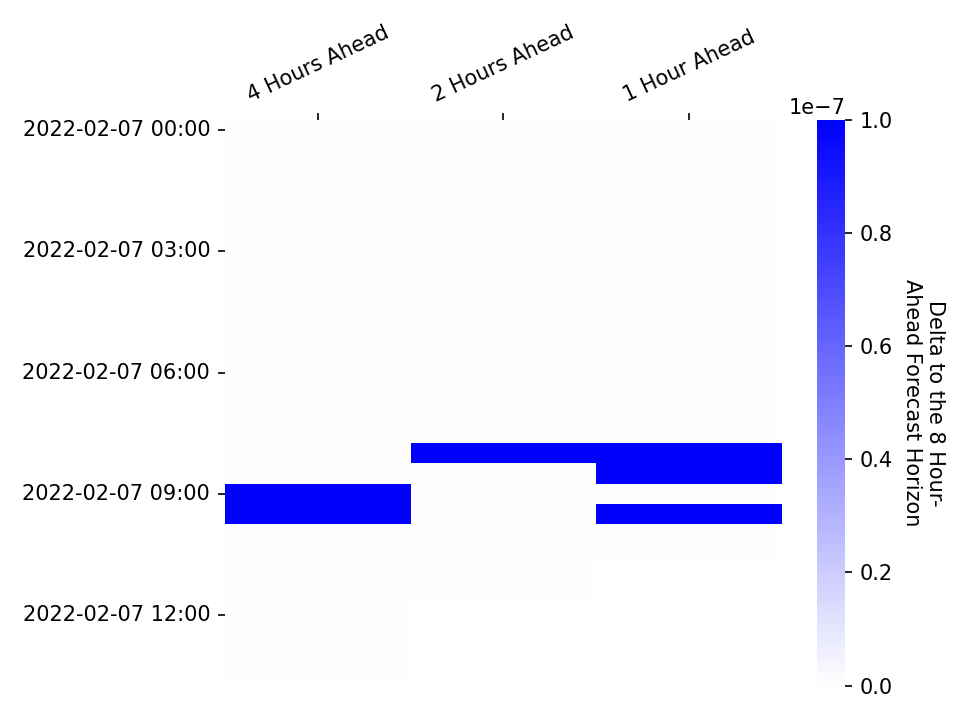 4 Hours Ahead
2 Hours Ahead
1 Hour Ahead
1e−7
2022-02-07 00:00
2022-02-07 03:00
2022-02-07 06:00
2022-02-07 09:00
2022-02-07 12:00
1.0
0.8
0.6
0.4
0.2
0.0
Delta to the 8 Hour-
Ahead Forecast Horizon